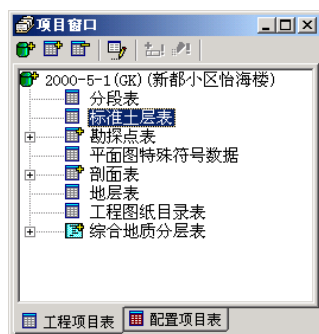 项目窗口
2000-5-1(GK)(新都小区怡海楼)
分段表
标准土层表
勘探点表
平面图特殊符号数据
剖面表
地层表
工程图纸目录表
综合地质分层表
工程项目表 配置项目表